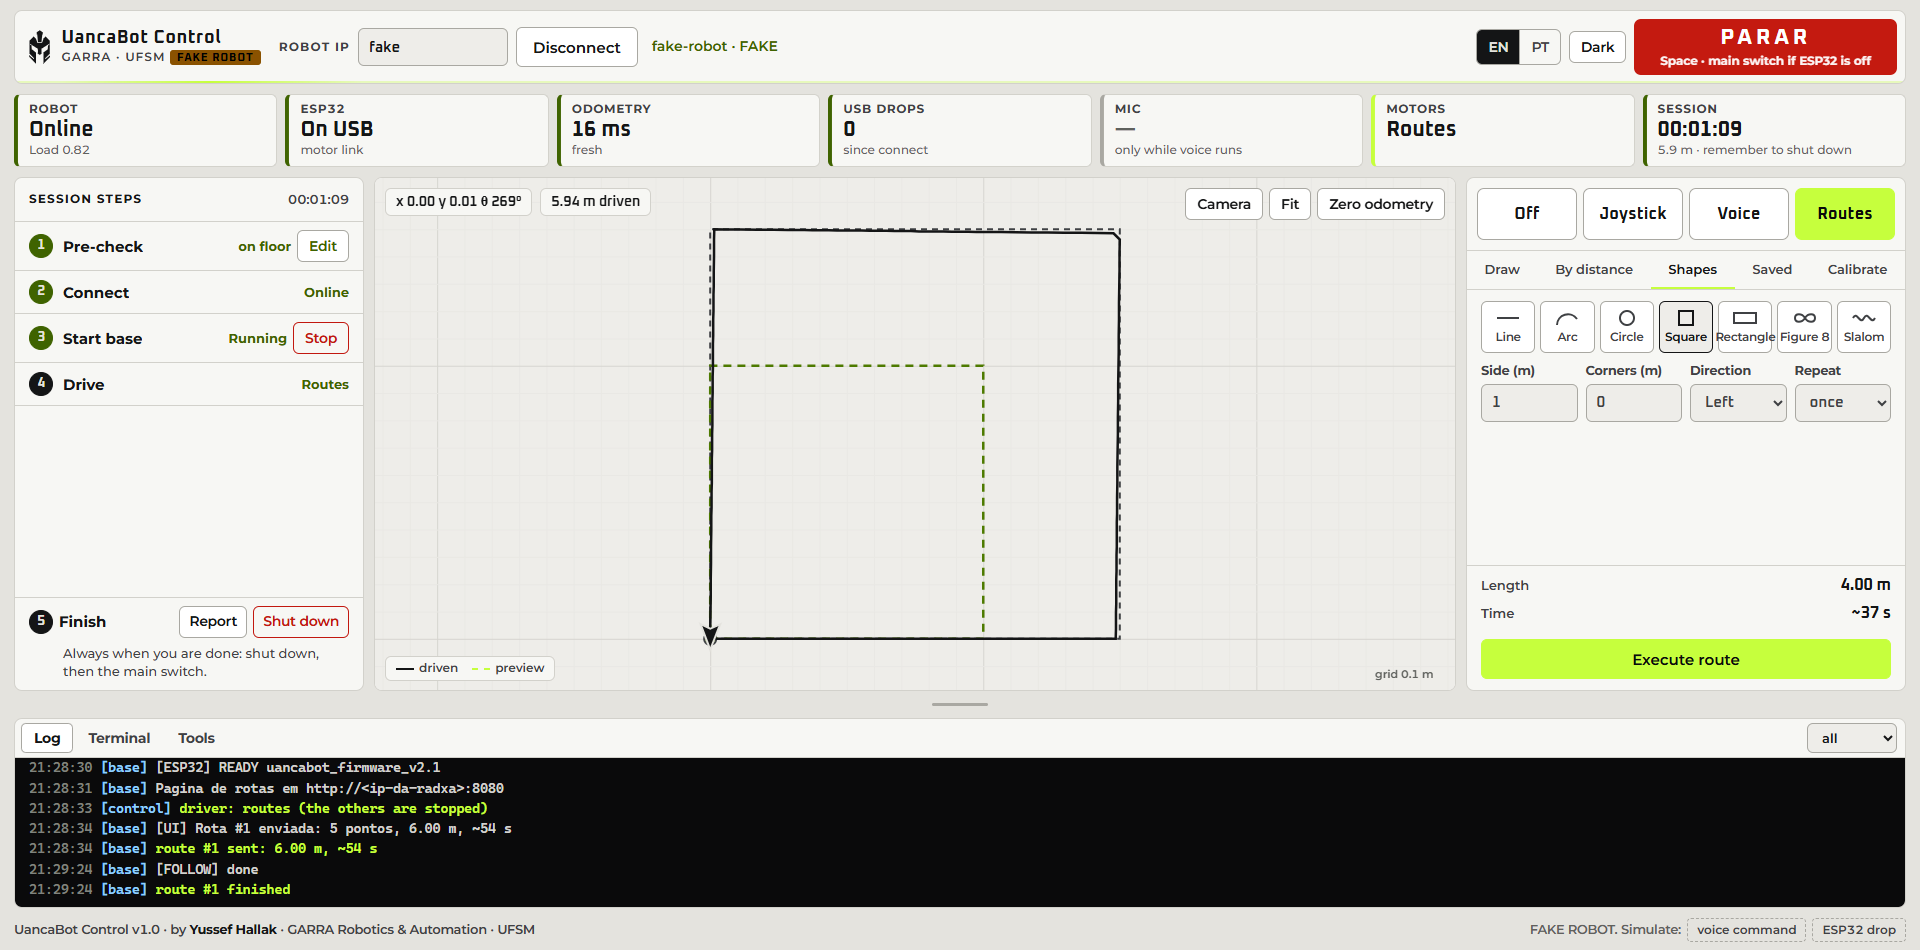 UancaBot Control
GARRA · UFSM FAKE ROBOT
ROBOT IP fake Disconnect fake-robot · FAKE
EN PT Dark
PARAR
Space · main switch if ESP32 is off
ROBOT
Online
Load 0.82
ESP32
On USB
motor link
ODOMETRY
16 ms
fresh
USB DROPS
0
since connect
MIC
—
only while voice runs
MOTORS
Routes
SESSION
00:01:09
5.9 m · remember to shut down
SESSION STEPS 00:01:09
1 Pre-check on floor Edit
2 Connect Online
3 Start base Running Stop
4 Drive Routes
5 Finish Report Shut down
Always when you are done: shut down,
then the main switch.
x 0.00 y 0.01 θ 269° 5.94 m driven
Camera Fit Zero odometry
driven preview
grid 0.1 m
Off Joystick Voice Routes
Draw By distance Shapes Saved Calibrate
Line Arc Circle Square Rectangle Figure 8 Slalom
Side (m) Corners (m) Direction Repeat
1 0 Left once
Length 4.00 m
Time ~37 s
Execute route
Log Terminal Tools all
21:28:30 [base] [ESP32] READY uancabot_firmware_v2.1
21:28:31 [base] Pagina de rotas em http://<ip-da-radxa>:8080
21:28:33 [control] driver: routes (the others are stopped)
21:28:34 [base] [UI] Rota #1 enviada: 5 pontos, 6.00 m, ~54 s
21:28:34 [base] route #1 sent: 6.00 m, ~54 s
21:29:24 [base] [FOLLOW] done
21:29:24 [base] route #1 finished
UancaBot Control v1.0 · by Yussef Hallak · GARRA Robotics & Automation · UFSM
FAKE ROBOT. Simulate: voice command ESP32 drop